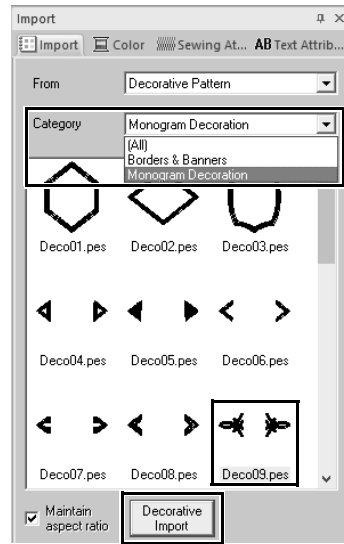 Import
Import Color Sewing At... AB Text Attrib...
From Decorative Pattern
Category Monogram Decoration
(All)
Borders & Banners
Monogram Decoration
Deco01.pes Deco02.pes Deco03.pes
Deco04.pes Deco05.pes Deco06.pes
Deco07.pes Deco08.pes Deco09.pes
Maintain
aspect ratio
Decorative
Import